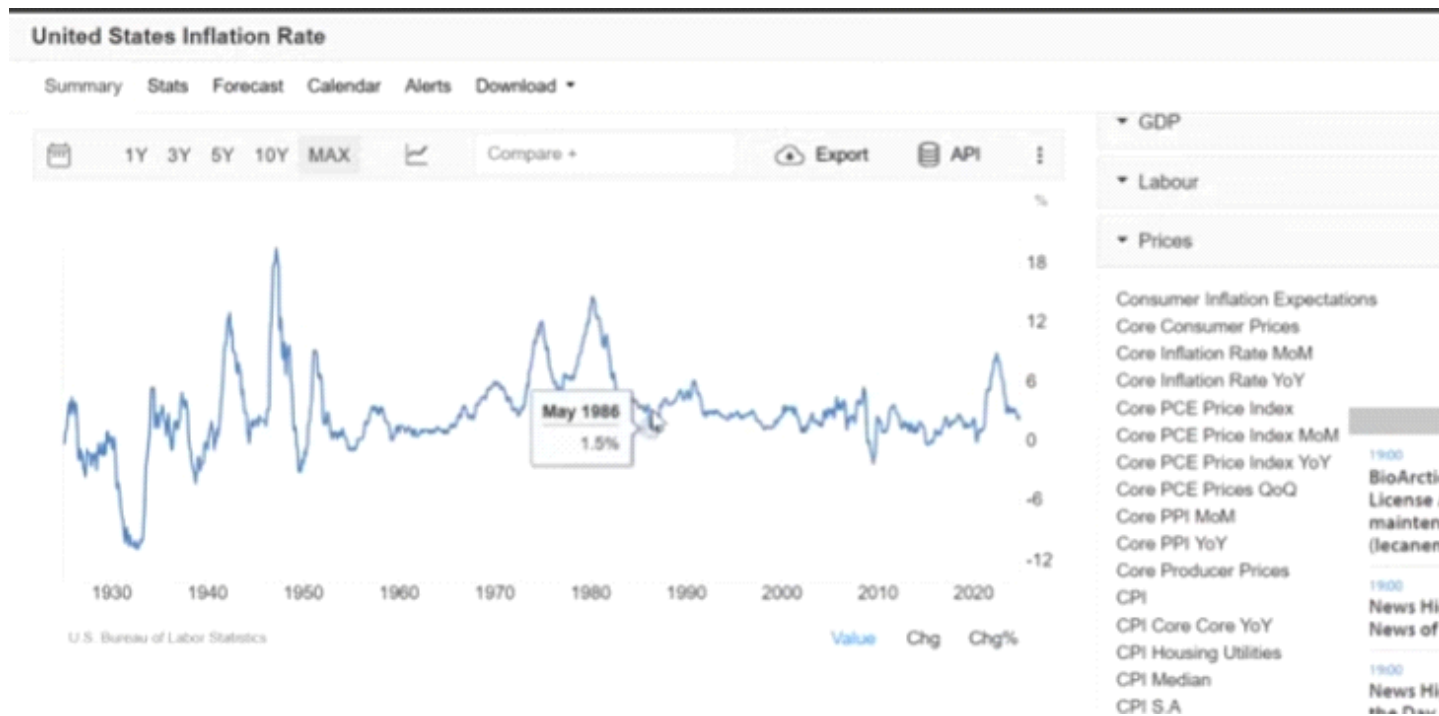 United States Inflation Rate
Summary Stats Forecast Calendar Alerts Download
1Y 3Y 5Y 10Y MAX Compare + Export API
%
18
12
6
0
-6
-12
May 1986
1.5%
1930 1940 1950 1960 1970 1980 1990 2000 2010 2020
U.S. Bureau of Labor Statistics
Value Chg Chg%
GDP
Labour
Prices
Consumer Inflation Expectations
Core Consumer Prices
Core Inflation Rate MoM
Core Inflation Rate YoY
Core PCE Price Index
Core PCE Price Index MoM
Core PCE Price Index YoY
Core PCE Prices QoQ
Core PPI MoM
Core PPI YoY
Core Producer Prices
CPI
CPI Core Core YoY
CPI Housing Utilities
CPI Median
CPI S.A
19:00
BioArcti
License
mainten
(lecanem
19:00
News Hi
News of
19:00
News Hi
the Day